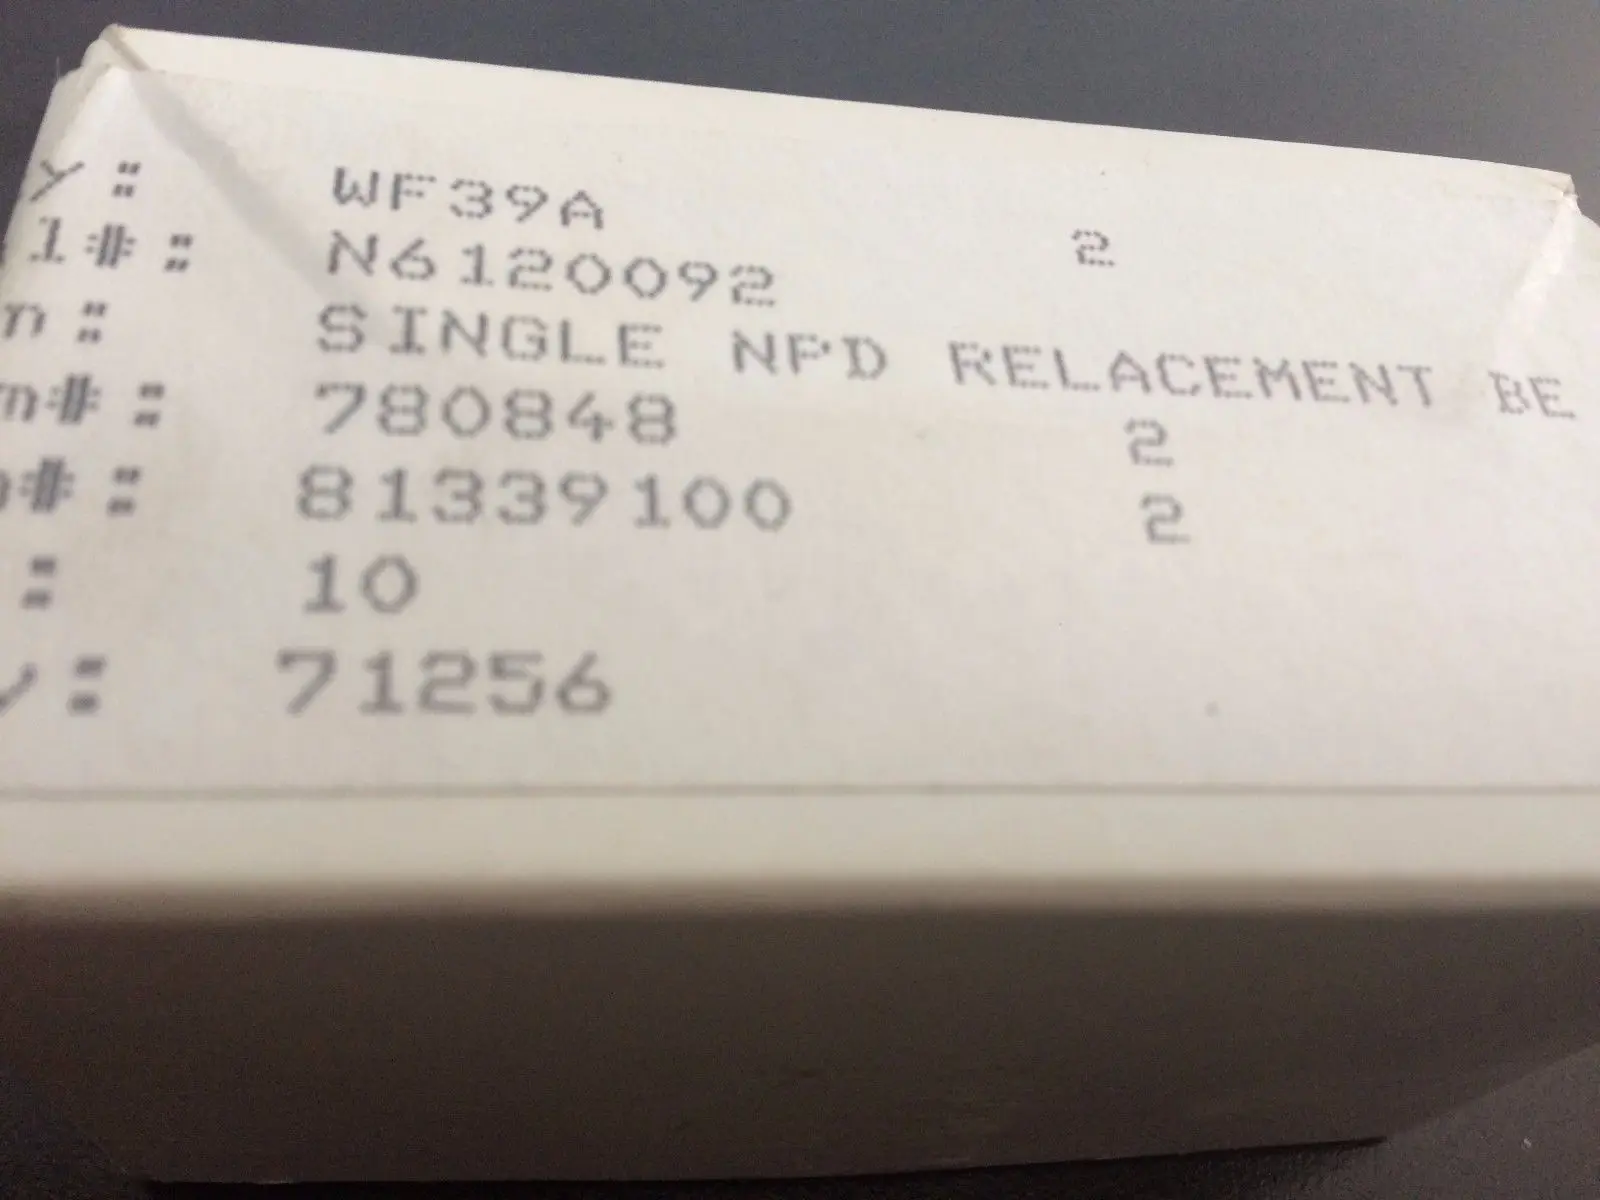 y: WF39A
l#: N6120092 2
n: SINGLE NPD RELACEMENT BE
m#: 780848 2
#: 81339100 2
: 10
: 71256